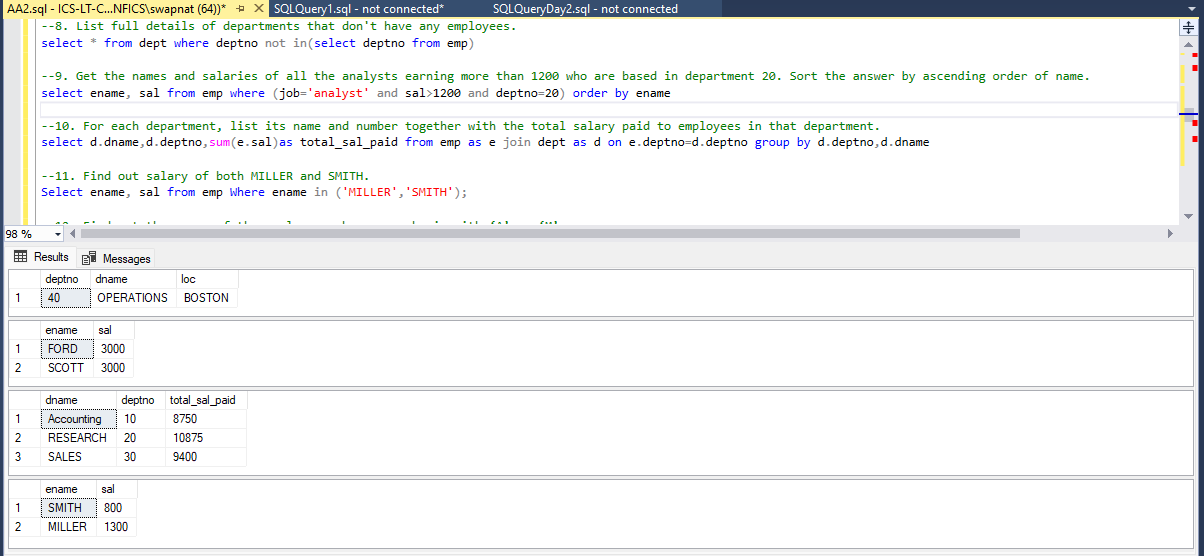 AA2.sql - ICS-LT-C...NFICS\swapnat (64))* SQLQuery1.sql - not connected* SQLQueryDay2.sql - not connected
--8. List full details of departments that don't have any employees.
select * from dept where deptno not in(select deptno from emp)
--9. Get the names and salaries of all the analysts earning more than 1200 who are based in department 20. Sort the answer by ascending order of name.
select ename, sal from emp where (job='analyst' and sal>1200 and deptno=20) order by ename
--10. For each department, list its name and number together with the total salary paid to employees in that department.
select d.dname,d.deptno,sum(e.sal)as total_sal_paid from emp as e join dept as d on e.deptno=d.deptno group by d.deptno,d.dname
--11. Find out salary of both MILLER and SMITH.
Select ename, sal from emp Where ename in ('MILLER','SMITH');
98 %
Results Messages
deptno dname loc
1 40 OPERATIONS BOSTON
ename sal
1 FORD 3000
2 SCOTT 3000
dname deptno total_sal_paid
1 Accounting 10 8750
2 RESEARCH 20 10875
3 SALES 30 9400
ename sal
1 SMITH 800
2 MILLER 1300